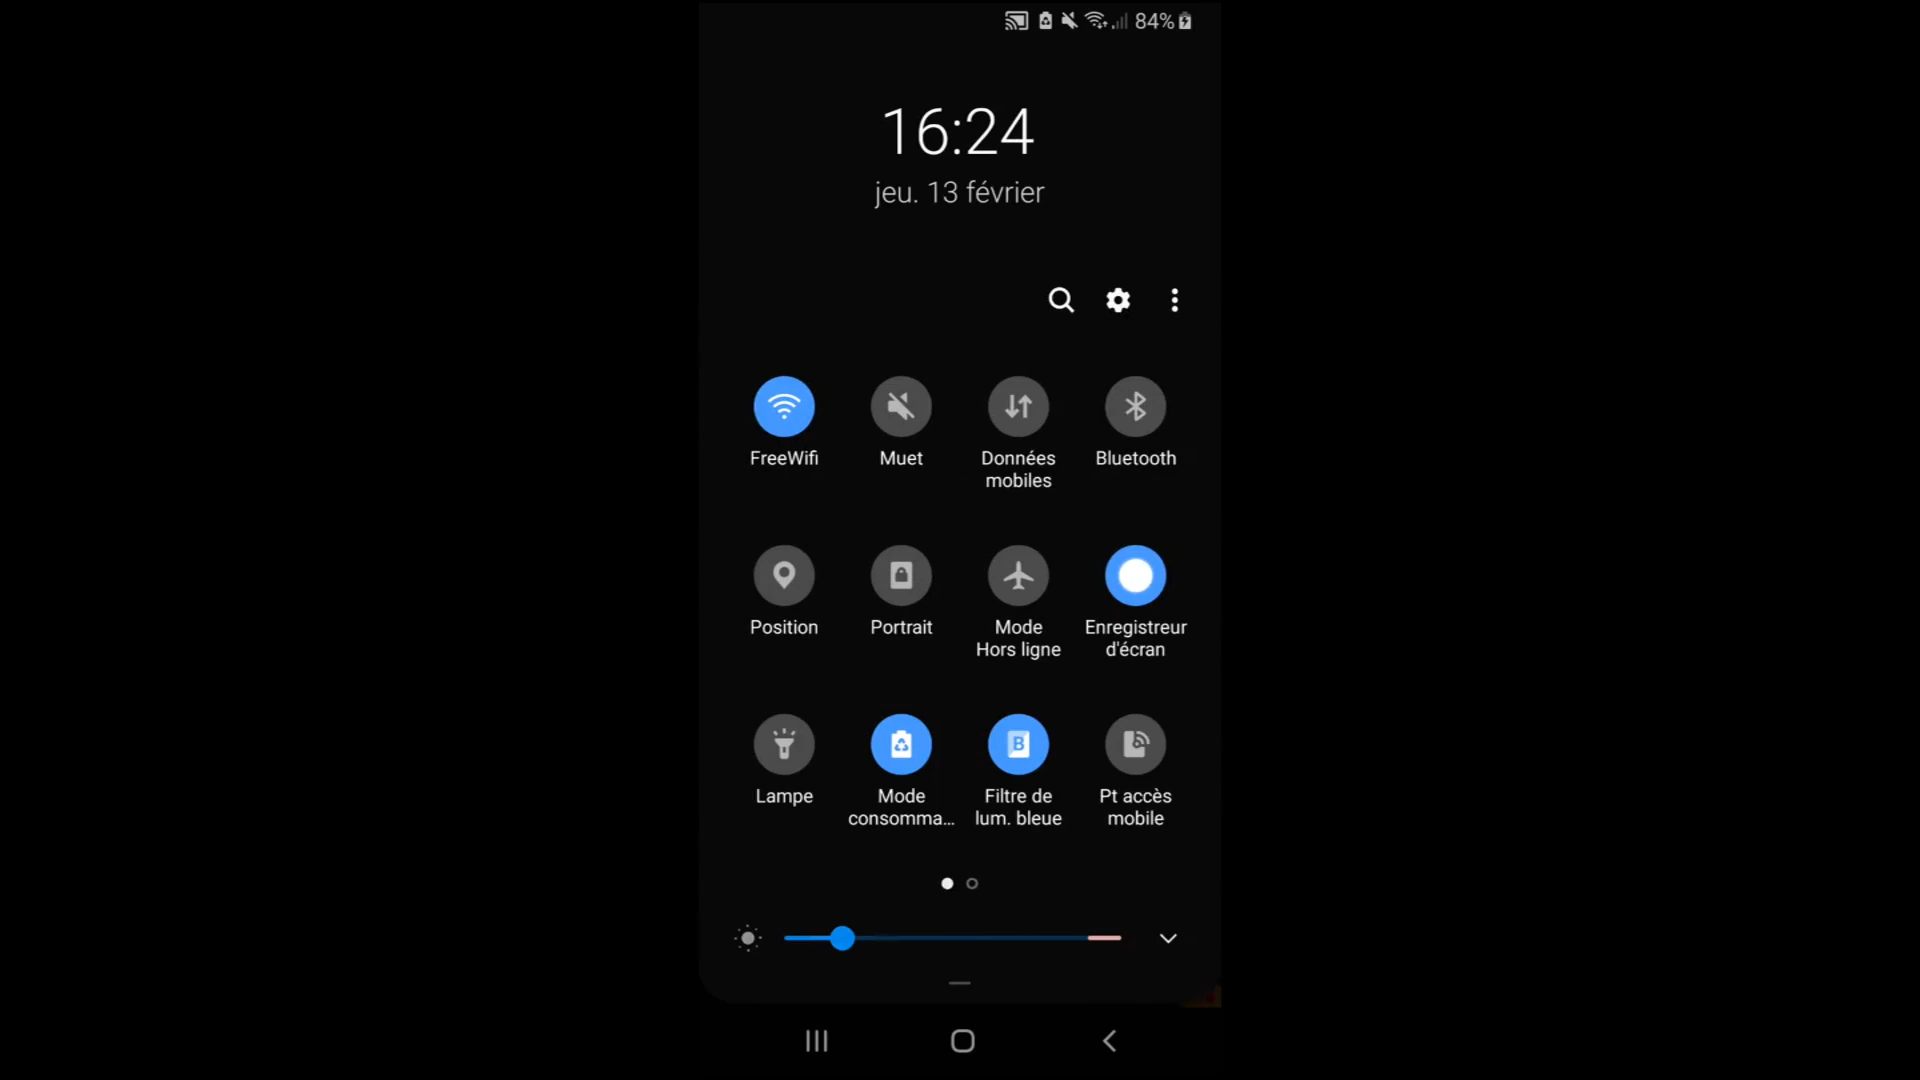 84%
16:24
jeu. 13 février
FreeWifi
Muet
Données
mobiles
Bluetooth
Position
Portrait
Mode
Hors ligne
Enregistreur
d'écran
B
Lampe
Mode
consomma...
Filtre de
lum. bleue
Pt accès
mobile